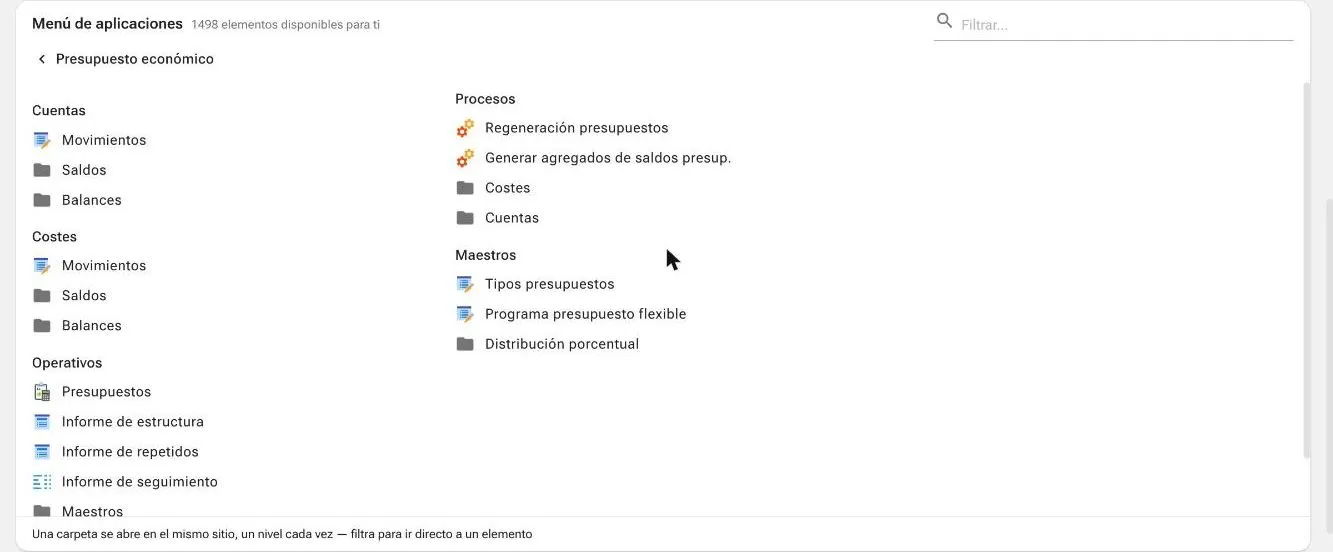 Menú de aplicaciones 1498 elementos disponibles para ti
Filtrar...
Presupuesto económico
Cuentas
Movimientos
Saldos
Balances
Costes
Movimientos
Saldos
Balances
Operativos
Presupuestos
Informe de estructura
Informe de repetidos
Informe de seguimiento
Maestros
Procesos
Regeneración presupuestos
Generar agregados de saldos presup.
Costes
Cuentas
Maestros
Tipos presupuestos
Programa presupuesto flexible
Distribución porcentual
Una carpeta se abre en el mismo sitio, un nivel cada vez — filtra para ir directo a un elemento